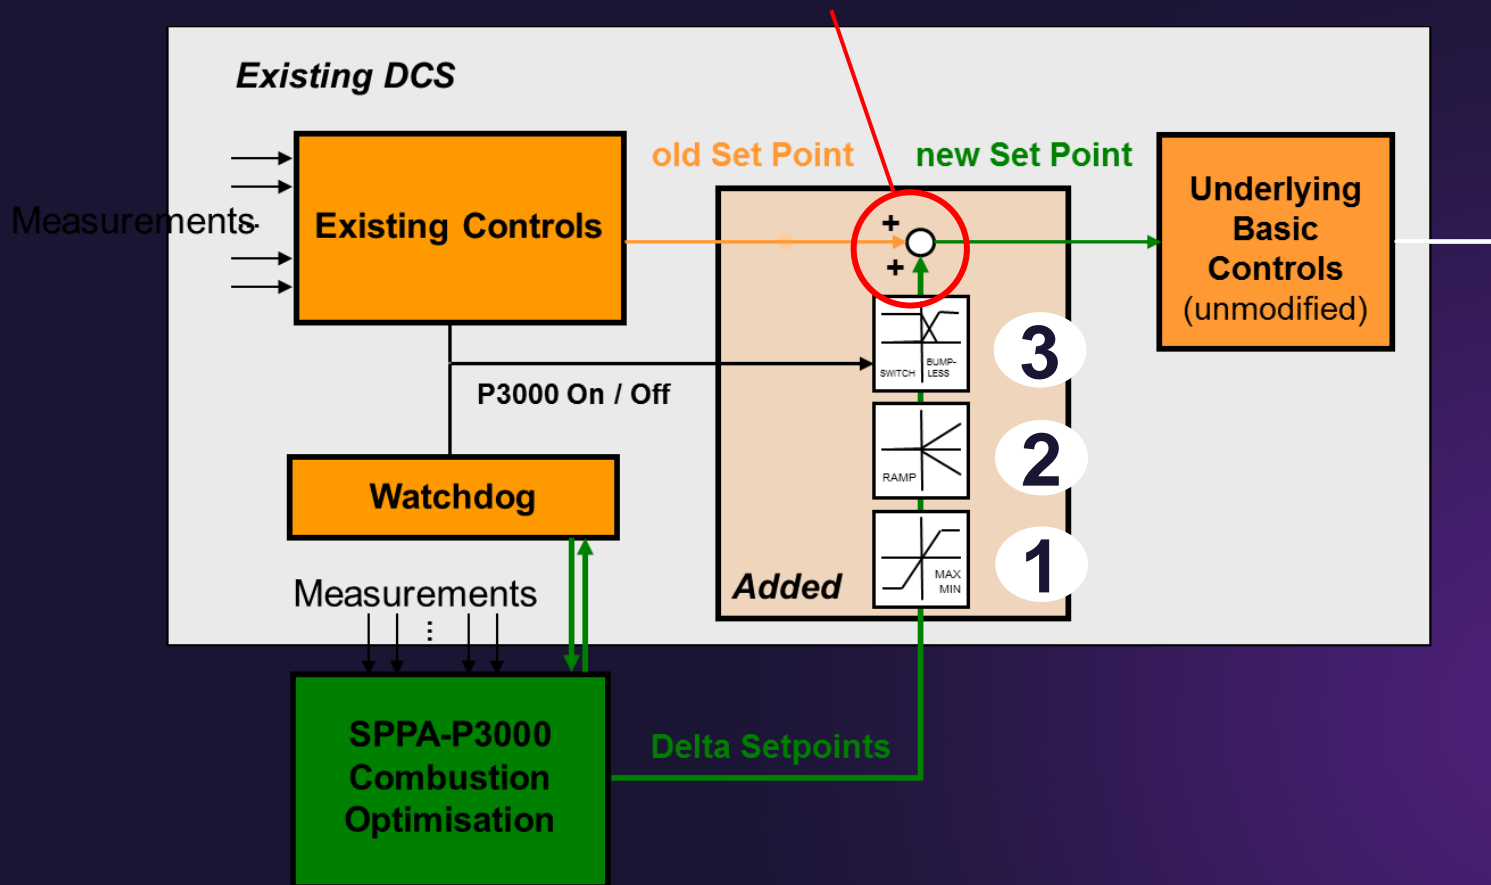 Existing DCS
old Set Point
new Set Point
Measurements
Existing Controls
Underlying
Basic
Controls
(unmodified)
+
+
SWITCH
BUMP-
LESS
3
P3000 On / Off
RAMP
2
Watchdog
MAX
MIN
1
Added
Measurements
...
SPPA-P3000
Combustion
Optimisation
Delta Setpoints